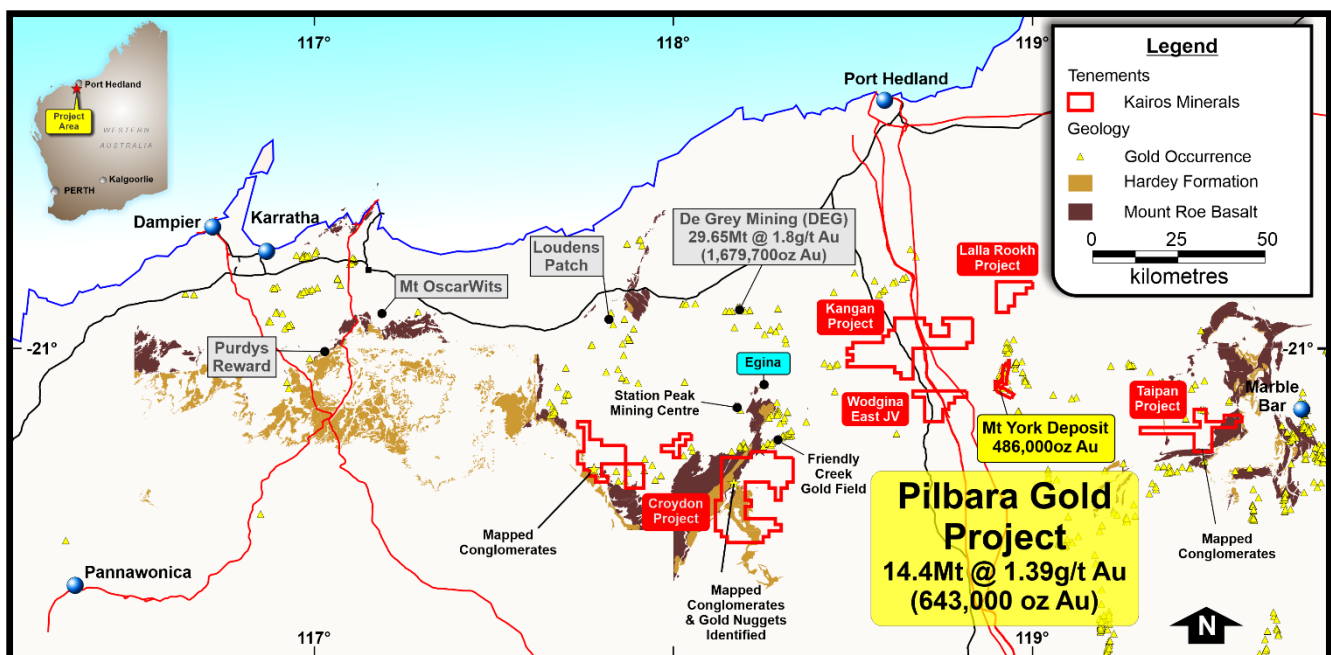 117°
118°
119°
Port Hedland
Project
Area
WESTERN
AUSTRALIA
Kalgoorlie
PERTH
Port Hedland
Legend
Tenements
Kairos Minerals
Geology
Gold Occurrence
Hardey Formation
Mount Roe Basalt
0 25 50
kilometres
Dampier
Karratha
Loudens
Patch
De Grey Mining (DEG)
29.65Mt @ 1.8g/t Au
(1,679,700oz Au)
Lalla Rookh
Project
Mt OscarWits
Kangan
Project
-21°
-21°
Purdys
Reward
Egina
Station Peak
Mining Centre
Wodgina
East JV
Mt York Deposit
486,000oz Au
Taipan
Project
Marble
Bar
Friendly
Creek
Gold Field
Croydon
Project
Mapped
Conglomerates
Pilbara Gold
Project
14.4Mt @ 1.39g/t Au
(643,000 oz Au)
Mapped
Conglomerates
Pannawonica
Mapped
Conglomerates
& Gold Nuggets
Identified
N
117°
119°